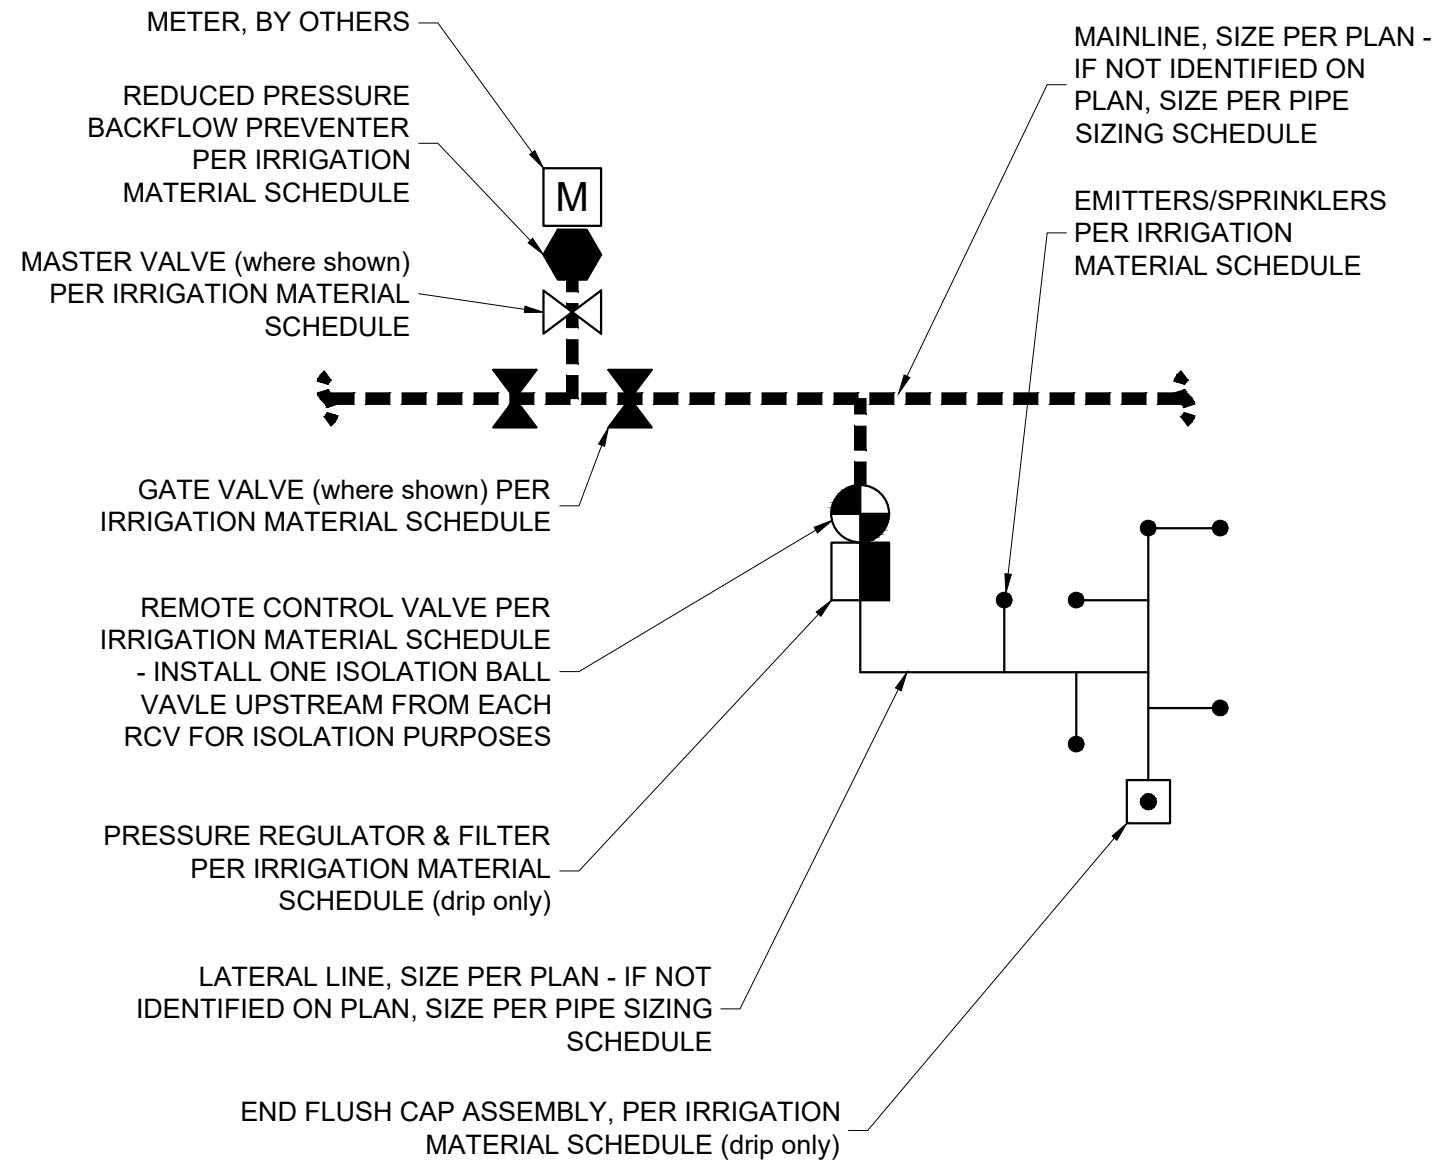 METER, BY OTHERS
REDUCED PRESSURE
BACKFLOW PREVENTER
PER IRRIGATION
MATERIAL SCHEDULE
MASTER VALVE (where shown)
PER IRRIGATION MATERIAL
SCHEDULE
M
MAINLINE, SIZE PER PLAN -
IF NOT IDENTIFIED ON
PLAN, SIZE PER PIPE
SIZING SCHEDULE
EMITTERS/SPRINKLERS
PER IRRIGATION
MATERIAL SCHEDULE
GATE VALVE (where shown) PER
IRRIGATION MATERIAL SCHEDULE
REMOTE CONTROL VALVE PER
IRRIGATION MATERIAL SCHEDULE
- INSTALL ONE ISOLATION BALL
VAVLE UPSTREAM FROM EACH
RCV FOR ISOLATION PURPOSES
PRESSURE REGULATOR & FILTER
PER IRRIGATION MATERIAL
SCHEDULE (drip only)
LATERAL LINE, SIZE PER PLAN - IF NOT
IDENTIFIED ON PLAN, SIZE PER PIPE SIZING
SCHEDULE
END FLUSH CAP ASSEMBLY, PER IRRIGATION
MATERIAL SCHEDULE (drip only)